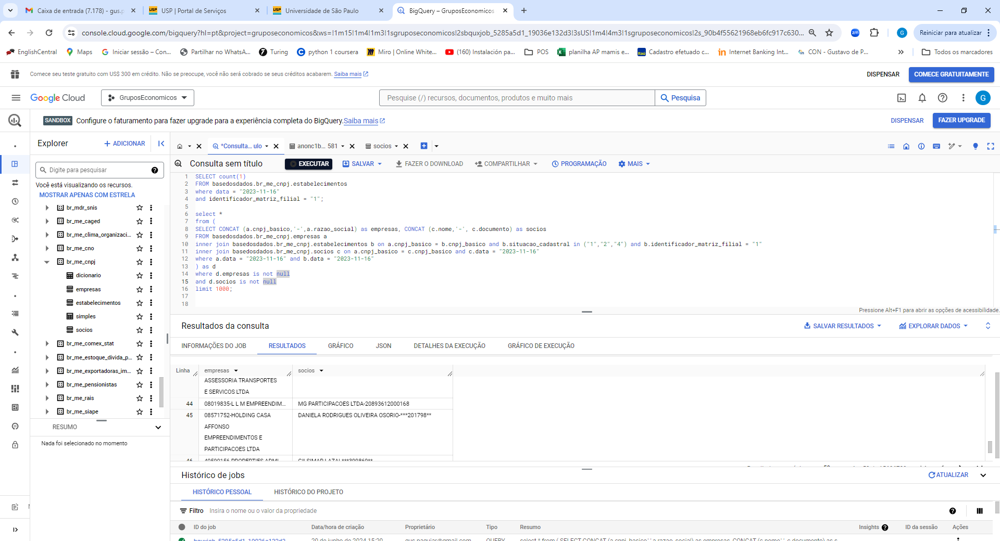 Caixa de entrada (7.178) - gus.p
USP | Portal de Serviços
Universidade de São Paulo
BigQuery – GruposEconomicos
console.cloud.google.com/bigquery?hl=pt&project=gruposeconomicos&ws=!1m15!1m4!1m3!1sgruposeconomicos!2sbquxjob_5285a5d1_19036e132d3!3sUS!1m4!4m3!1sgruposeconomicos!2s_90b4f55621968eb6fc917c630...
G
Reiniciar para atualizar
EnglishCentral
Maps
Iniciar sessão – Con...
Partilhar no WhatsA...
Turing
python 1 coursera
Miro | Online White...
(160) Instalación pa...
POS
planilha AP mamis e...
Cadastro efetuado c...
Internet Banking Int...
CON - Gustavo de P...
Todos os marcadores
Comece seu teste gratuito com US$ 300 em crédito. Não se preocupe, você não será cobrado se seus créditos acabarem. Saiba mais
DISPENSAR
COMECE GRATUITAMENTE
Google Cloud
GruposEconomicos
Pesquise (/) recursos, documentos, produtos e muito mais
Pesquisa
G
SANDBOX
Configure o faturamento para fazer upgrade para a experiência completa do BigQuery. Saiba mais
DISPENSAR
FAZER UPGRADE
Explorer
ADICIONAR
*Consulta... ulo
anonc1b... 581
socios
Digite para pesquisar
Você está visualizando os recursos.
MOSTRAR APENAS COM ESTRELA
br_mdr_snis
br_me_caged
br_me_clima_organizaci...
br_me_cno
br_me_cnpj
dicionario
empresas
estabelecimentos
simples
socios
br_me_comex_stat
br_me_estoque_divida_p...
br_me_exportadoras_im...
br_me_pensionistas
br_me_rais
br_me_siape
RESUMO
Nada foi selecionado no momento
Consulta sem título
EXECUTAR
SALVAR
FAZER O DOWNLOAD
COMPARTILHAR
PROGRAMAÇÃO
MAIS
1 SELECT count(1)
2 FROM basedosdados.br_me_cnpj.estabelecimentos
3 where data = "2023-11-16"
4 and identificador_matriz_filial = "1";
5
6 select *
7 from (
8 SELECT CONCAT (a.cnpj_basico,'-',a.razao_social) as empresas, CONCAT (c.nome,'-', c.documento) as socios
9 FROM basedosdados.br_me_cnpj.empresas a
10 inner join basedosdados.br_me_cnpj.estabelecimentos b on a.cnpj_basico = b.cnpj_basico and b.situacao_cadastral in ("1","2","4") and b.identificador_matriz_filial = "1"
11 inner join basedosdados.br_me_cnpj.socios c on a.cnpj_basico = c.cnpj_basico and c.data = "2023-11-16"
12 where a.data = "2023-11-16" and b.data = "2023-11-16"
13 ) as d
14 where d.empresas is not null
15 and d.socios is not null
16 limit 1000;
17
18
Pressione Alt+F1 para abrir as opções de acessibilidade.
Resultados da consulta
SALVAR RESULTADOS
EXPLORAR DADOS
INFORMAÇÕES DO JOB
RESULTADOS
GRÁFICO
JSON
DETALHES DA EXECUÇÃO
GRÁFICO DE EXECUÇÃO
Linha
empresas
socios
ASSESSORIA TRANSPORTES
E SERVICOS LTDA
44 08019835-L L M EMPREENDIM... MG PARTICIPACOES LTDA-20893612000168
45 08571752-HOLDING CASA DANIELA RODRIGUES OLIVEIRA OSORIO-***201798**
AFFONSO
EMPREENDIMENTOS E
PARTICIPACOES LTDA
Histórico de jobs
ATUALIZAR
HISTÓRICO PESSOAL
HISTÓRICO DO PROJETO
Filtro Insira o nome ou o valor da propriedade
ID do job
Data/hora de criação
Proprietário
Tipo
Resumo
Insights
ID da sessão
Ações